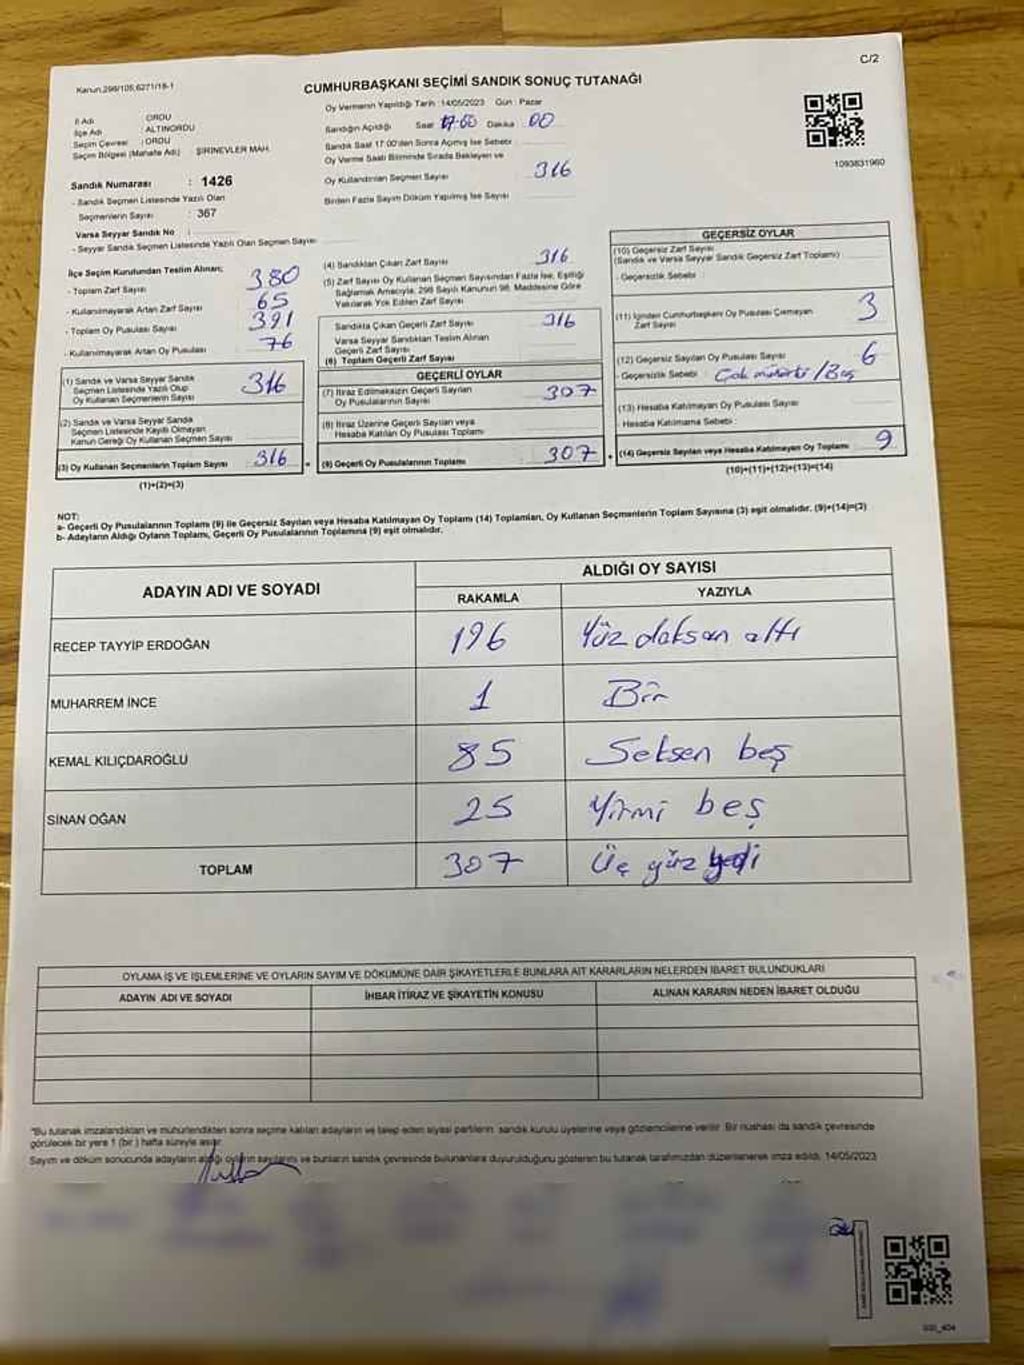 Kanun.298/105;6271/18-1
C/2
CUMHURBAŞKANI SEÇİMİ SANDIK SONUÇ TUTANAĞI
İl Adı : ORDU
İlçe Adı : ALTINORDU
Seçim Çevresi : ORDU
Seçim Bölgesi (Mahalle Adı) : ŞİRİNEVLER MAH.
Sandık Numarası : 1426
- Sandık Seçmen Listesinde Yazılı Olan
Seçmenlerin Sayısı : 367
Varsa Seyyar Sandık No :
- Seyyar Sandık Seçmen Listesinde Yazılı Olan Seçmen Sayısı:
Oy Vermenin Yapıldığı Tarih : 14/05/2023 Gün : Pazar
Sandığın Açıldığı Saat 17:00 Dakika 00
Sandık Saat 17:00'den Sonra Açılmış İse Sebebi :
Oy Verme Saati Bitiminde Sırada Bekleyen ve
Oy Kullandırılan Seçmen Sayısı 316
Birden Fazla Sayım Döküm Yapılmış İse Sayısı
1093831960
İlçe Seçim Kurulundan Teslim Alınan;
- Toplam Zarf Sayısı 380
- Kullanılmayarak Artan Zarf Sayısı 65
- Toplam Oy Pusulası Sayısı 391
- Kullanılmayarak Artan Oy Pusulası 76
(1) Sandık ve Varsa Seyyar Sandık
Seçmen Listesinde Yazılı Olup
Oy Kullanan Seçmenlerin Sayısı 316
(2) Sandık ve Varsa Seyyar Sandık
Seçmen Listesinde Kayıtlı Olmayan
Kanun Gereği Oy Kullanan Seçmen Sayısı
(3) Oy Kullanan Seçmenlerin Toplam Sayısı 316
(1)+(2)=(3)
(4) Sandıktan Çıkan Zarf Sayısı 316
(5) Zarf Sayısı Oy Kullanan Seçmen Sayısından Fazla İse, Eşitliği
Sağlamak Amacıyla, 298 Sayılı Kanunun 98. Maddesine Göre
Yakılarak Yok Edilen Zarf Sayısı
Sandıkta Çıkan Geçerli Zarf Sayısı 316
Varsa Seyyar Sandıktan Teslim Alınan
Geçerli Zarf Sayısı
(6) Toplam Geçerli Zarf Sayısı
GEÇERLİ OYLAR
(7) İtiraz Edilmeksizin Geçerli Sayılan
Oy Pusulalarının Sayısı 307
(8) İtiraz Üzerine Geçerli Sayılan ve
Hesaba Katılan Oy Pusulası Toplamı
(9) Geçerli Oy Pusulalarının Toplamı 307
GEÇERSİZ OYLAR
(10) Geçersiz Zarf Sayısı
(Sandık ve Varsa Seyyar Sandık Geçersiz Zarf Toplamı)
- Geçersizlik Sebebi :
(11) İçinden Cumhurbaşkanı Oy Pusulası Çıkmayan
Zarf Sayısı 3
(12) Geçersiz Sayılan Oy Pusulası Sayısı 6
- Geçersizlik Sebebi : Çok mühürlü / Boş
(13) Hesaba Katılmayan Oy Pusulası Sayısı
- Hesaba Katılmama Sebebi :
(14) Geçersiz Sayılan veya Hesaba Katılmayan Oy Toplamı 9
(10)+(11)+(12)+(13)=(14)
NOT:
a- Geçerli Oy Pusulalarının Toplamı (9) ile Geçersiz Sayılan veya Hesaba Katılmayan Oy Toplamı (14) Toplamları, Oy Kullanan Seçmenlerin Toplam Sayısına (3) eşit olmalıdır. (9)+(14)=(3)
b- Adayların Aldığı Oyların Toplamı, Geçerli Oy Pusulalarının Toplamına (9) eşit olmalıdır.
ADAYIN ADI VE SOYADI
ALDIĞI OY SAYISI
RAKAMLA YAZIYLA
RECEP TAYYİP ERDOĞAN 196 Yüz doksan altı
MUHARREM İNCE 1 Bir
KEMAL KILIÇDAROĞLU 85 Seksen beş
SİNAN OĞAN 25 Yirmi beş
TOPLAM 307 Üç yüz yedi
OYLAMA İŞ VE İŞLEMLERİNE VE OYLARIN SAYIM VE DÖKÜMÜNE DAİR ŞİKAYETLERLE BUNLARA AİT KARARLARIN NELERDEN İBARET BULUNDUKLARI
ADAYIN ADI VE SOYADI İHBAR İTİRAZ VE ŞİKAYETİN KONUSU ALINAN KARARIN NEDEN İBARET OLDUĞU
"Bu tutanak imzalandıktan ve mühürlendikten sonra seçime katılan adayların ve talep eden siyasi partilerin, sandık kurulu üyelerine veya gözlemcilerine verilir. Bir nüshası da sandık çevresinde
görülecek bir yere 1 (bir ) hafta süreyle asılır.
Sayım ve döküm sonucunda adayların aldığı oyların sayılarını ve bunların sandık çevresinde bulunanlara duyurulduğunu gösteren bu tutanak tarafımızdan düzenlenerek imza edildi. 14/05/2023